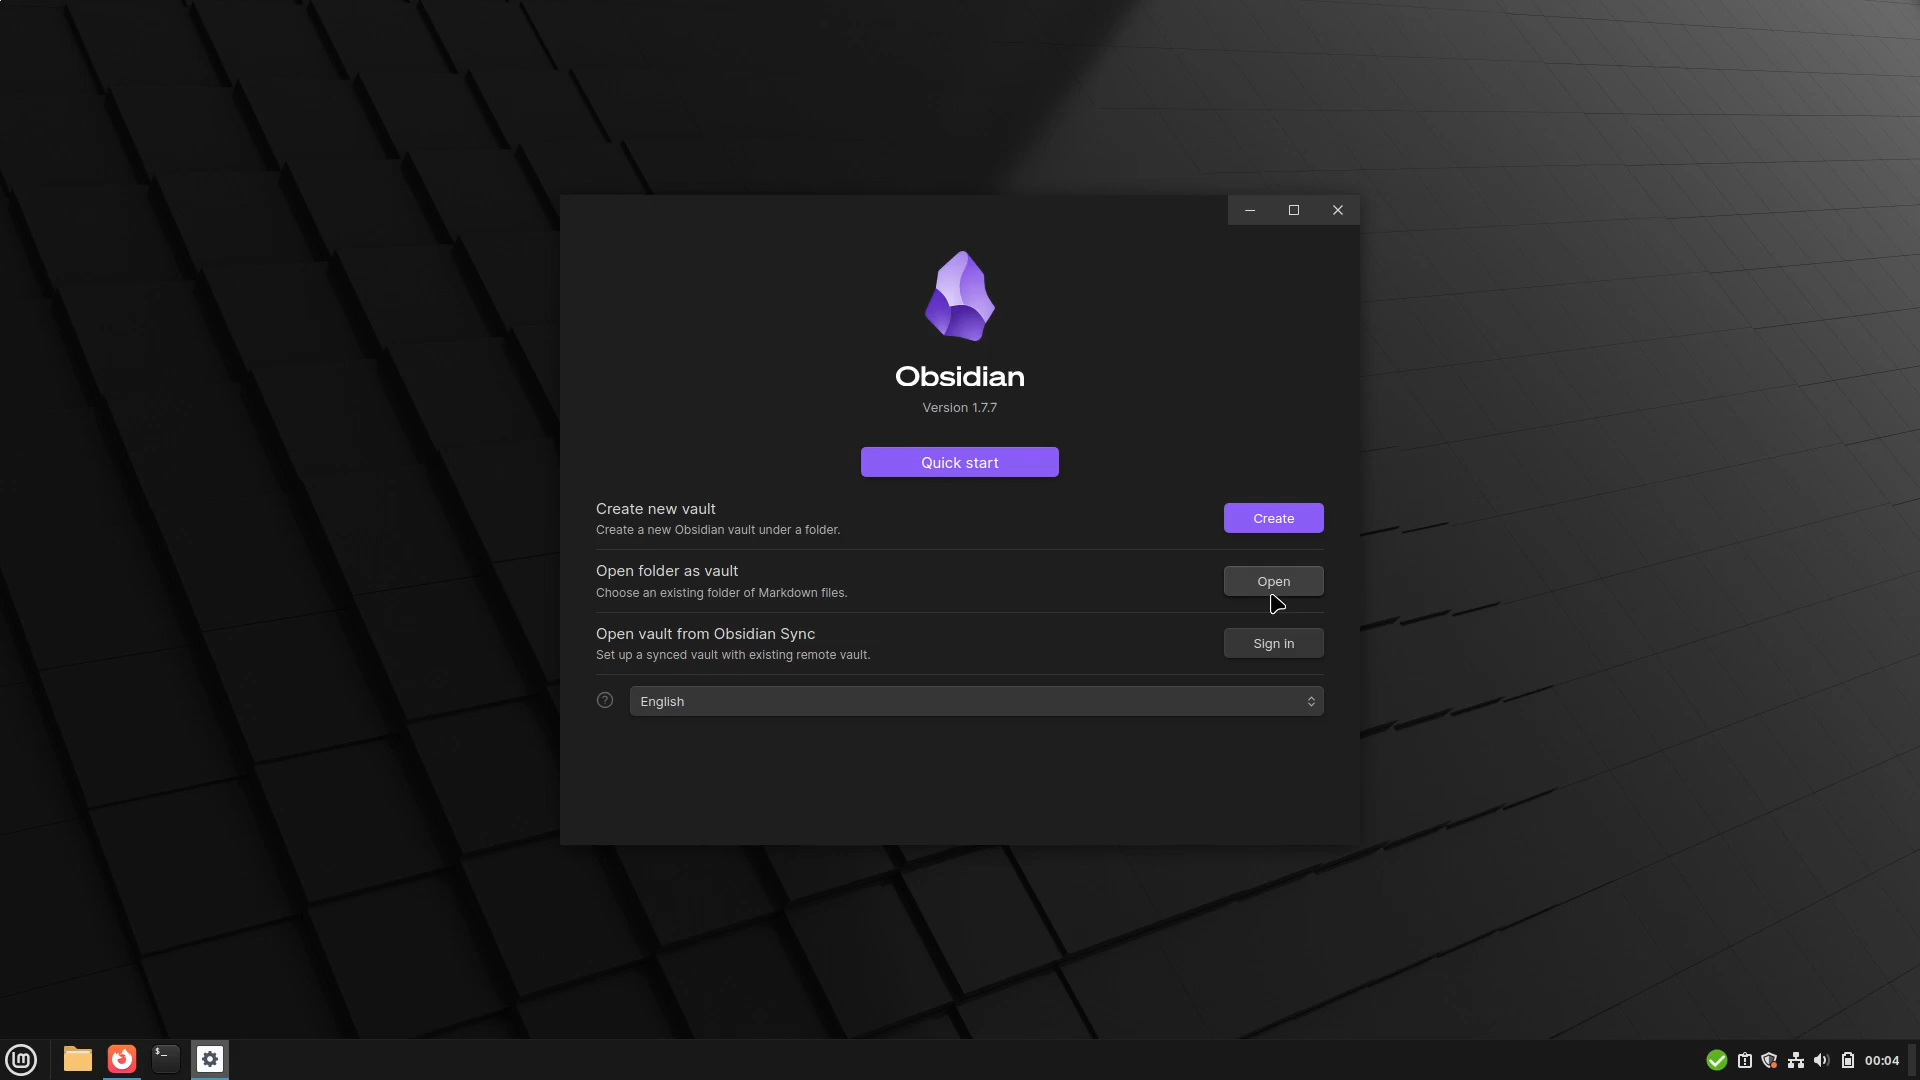 Obsidian
Version 1.7.7
Quick start
Create new vault
Create a new Obsidian vault under a folder.
Create
Open folder as vault
Choose an existing folder of Markdown files.
Open
Open vault from Obsidian Sync
Set up a synced vault with existing remote vault.
Sign in
?
English
lm
$_
00:04